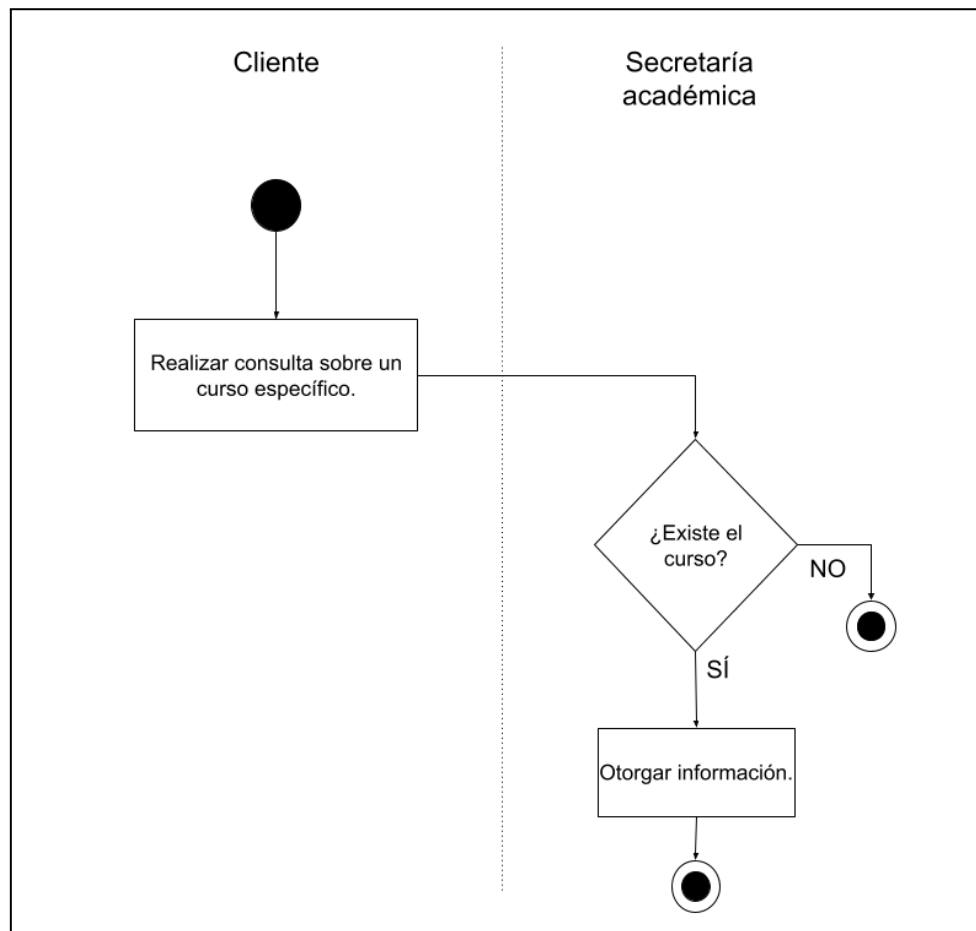 Cliente
Secretaría
académica
Realizar consulta sobre un
curso específico.
¿Existe el
curso?
NO
SÍ
Otorgar información.